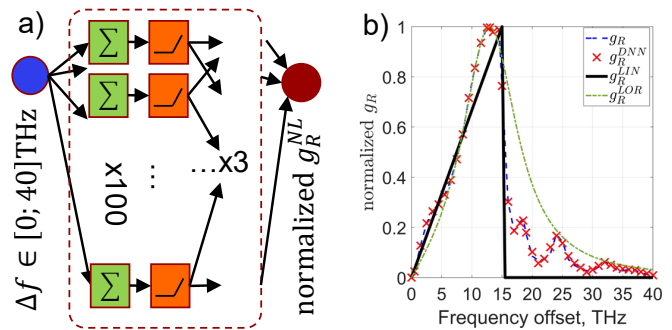 a)
Δf ∈ [0; 40]THz
Σ
Σ
x100
⋮
⋮
...x3
Σ
normalized g_R^NL
b)
normalized g_R
1
0.8
0.6
0.4
0.2
0
0 5 10 15 20 25 30 35 40
Frequency offset, THz
g_R
g_R^DNN
g_R^LIN
g_R^LOR